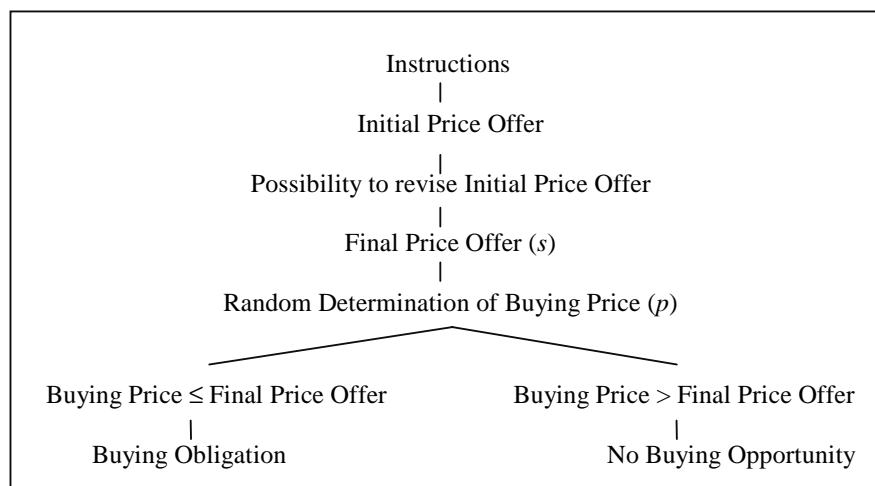 Instructions
Initial Price Offer
Possibility to revise Initial Price Offer
Final Price Offer (s)
Random Determination of Buying Price (p)
Buying Price ≤ Final Price Offer
Buying Price > Final Price Offer
Buying Obligation
No Buying Opportunity